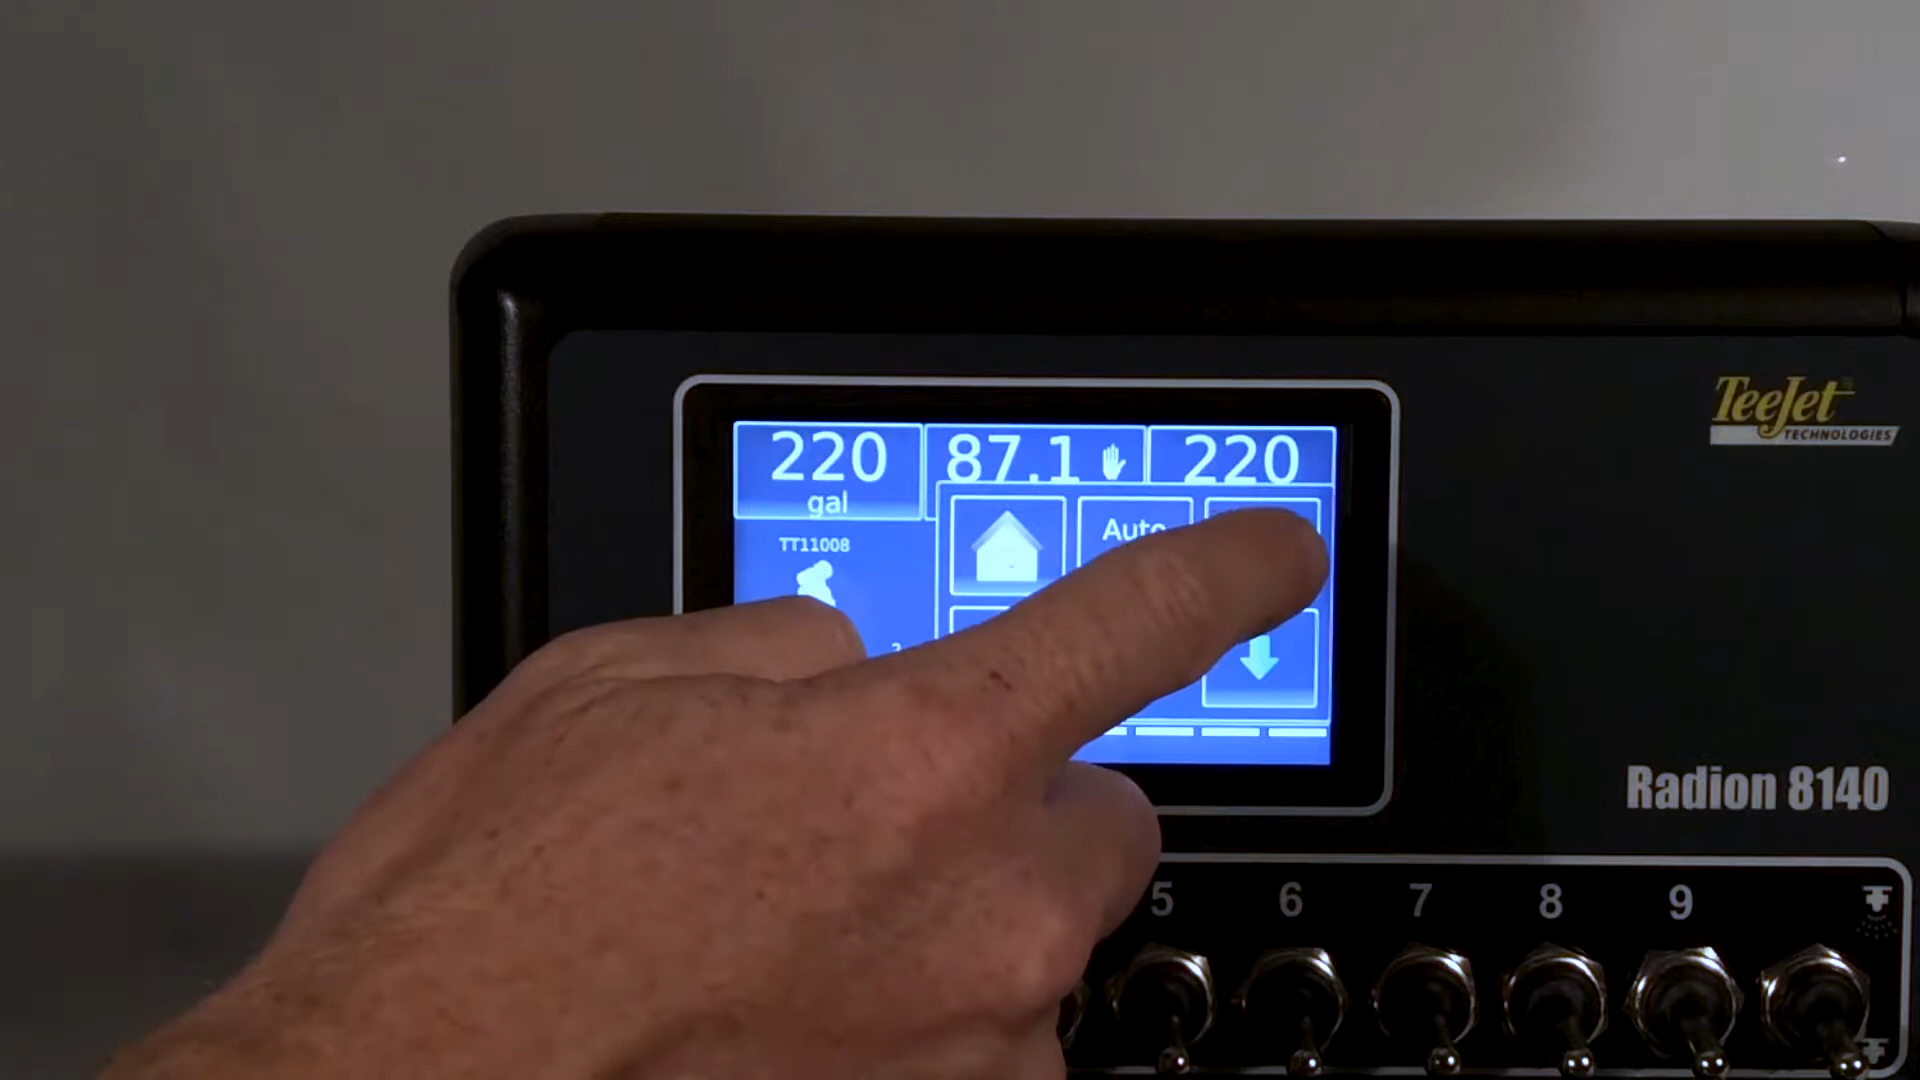 TeeJet
TECHNOLOGIES
220
gal
87.1
220
TT11008
Auto
Radion 8140
5 6 7 8 9